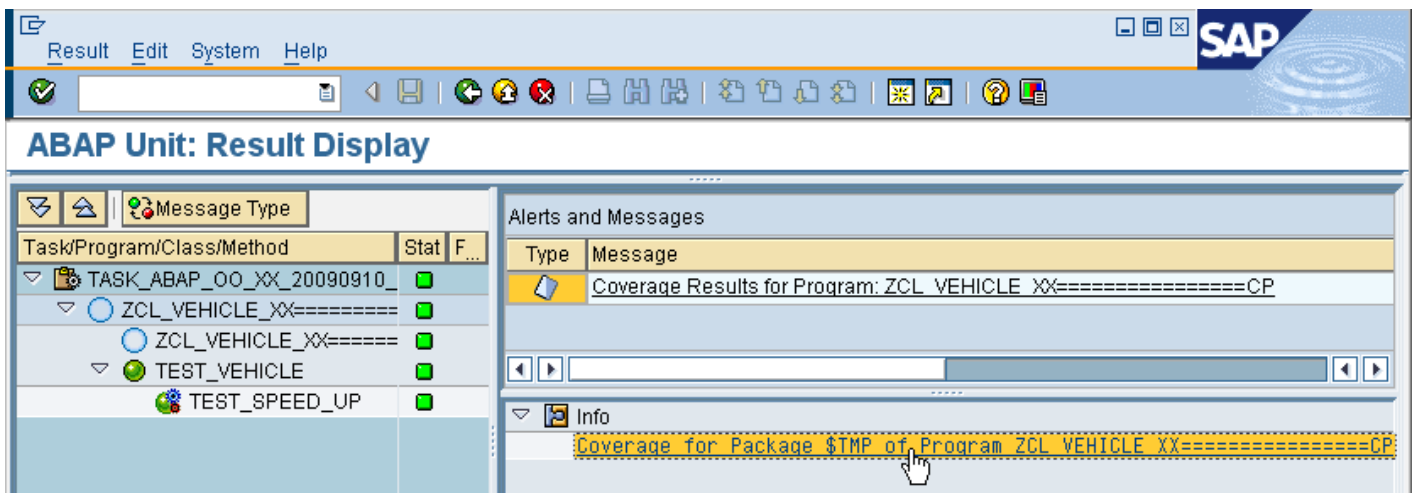 Result Edit System Help
SAP
ABAP Unit: Result Display
Message Type
Task/Program/Class/Method Stat F...
TASK_ABAP_OO_XX_20090910_
ZCL_VEHICLE_XX=========
ZCL_VEHICLE_XX======
TEST_VEHICLE
TEST_SPEED_UP
Alerts and Messages
Type Message
Coverage Results for Program: ZCL_VEHICLE_XX================CP
Info
Coverage for Package $TMP of Program ZCL_VEHICLE_XX================CP